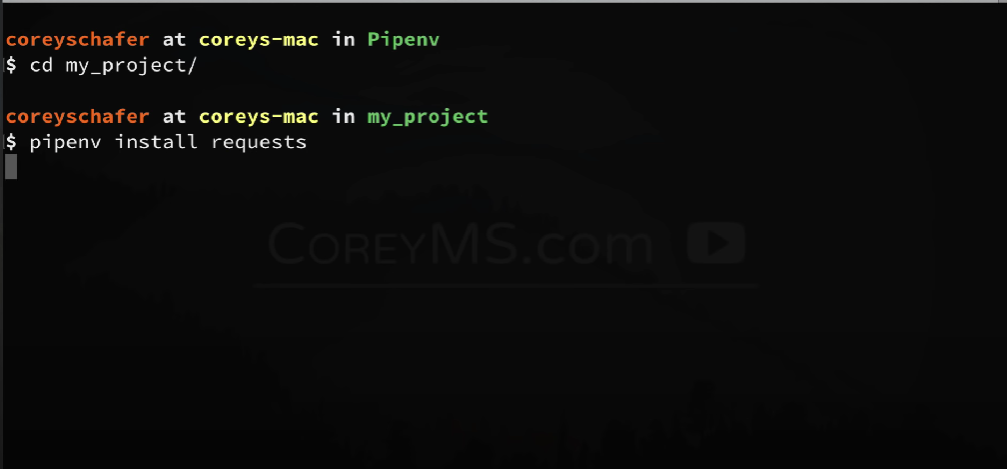 coreyschafer at coreys-mac in Pipenv
$ cd my_project/
coreyschafer at coreys-mac in my_project
$ pipenv install requests
COREYMS.com